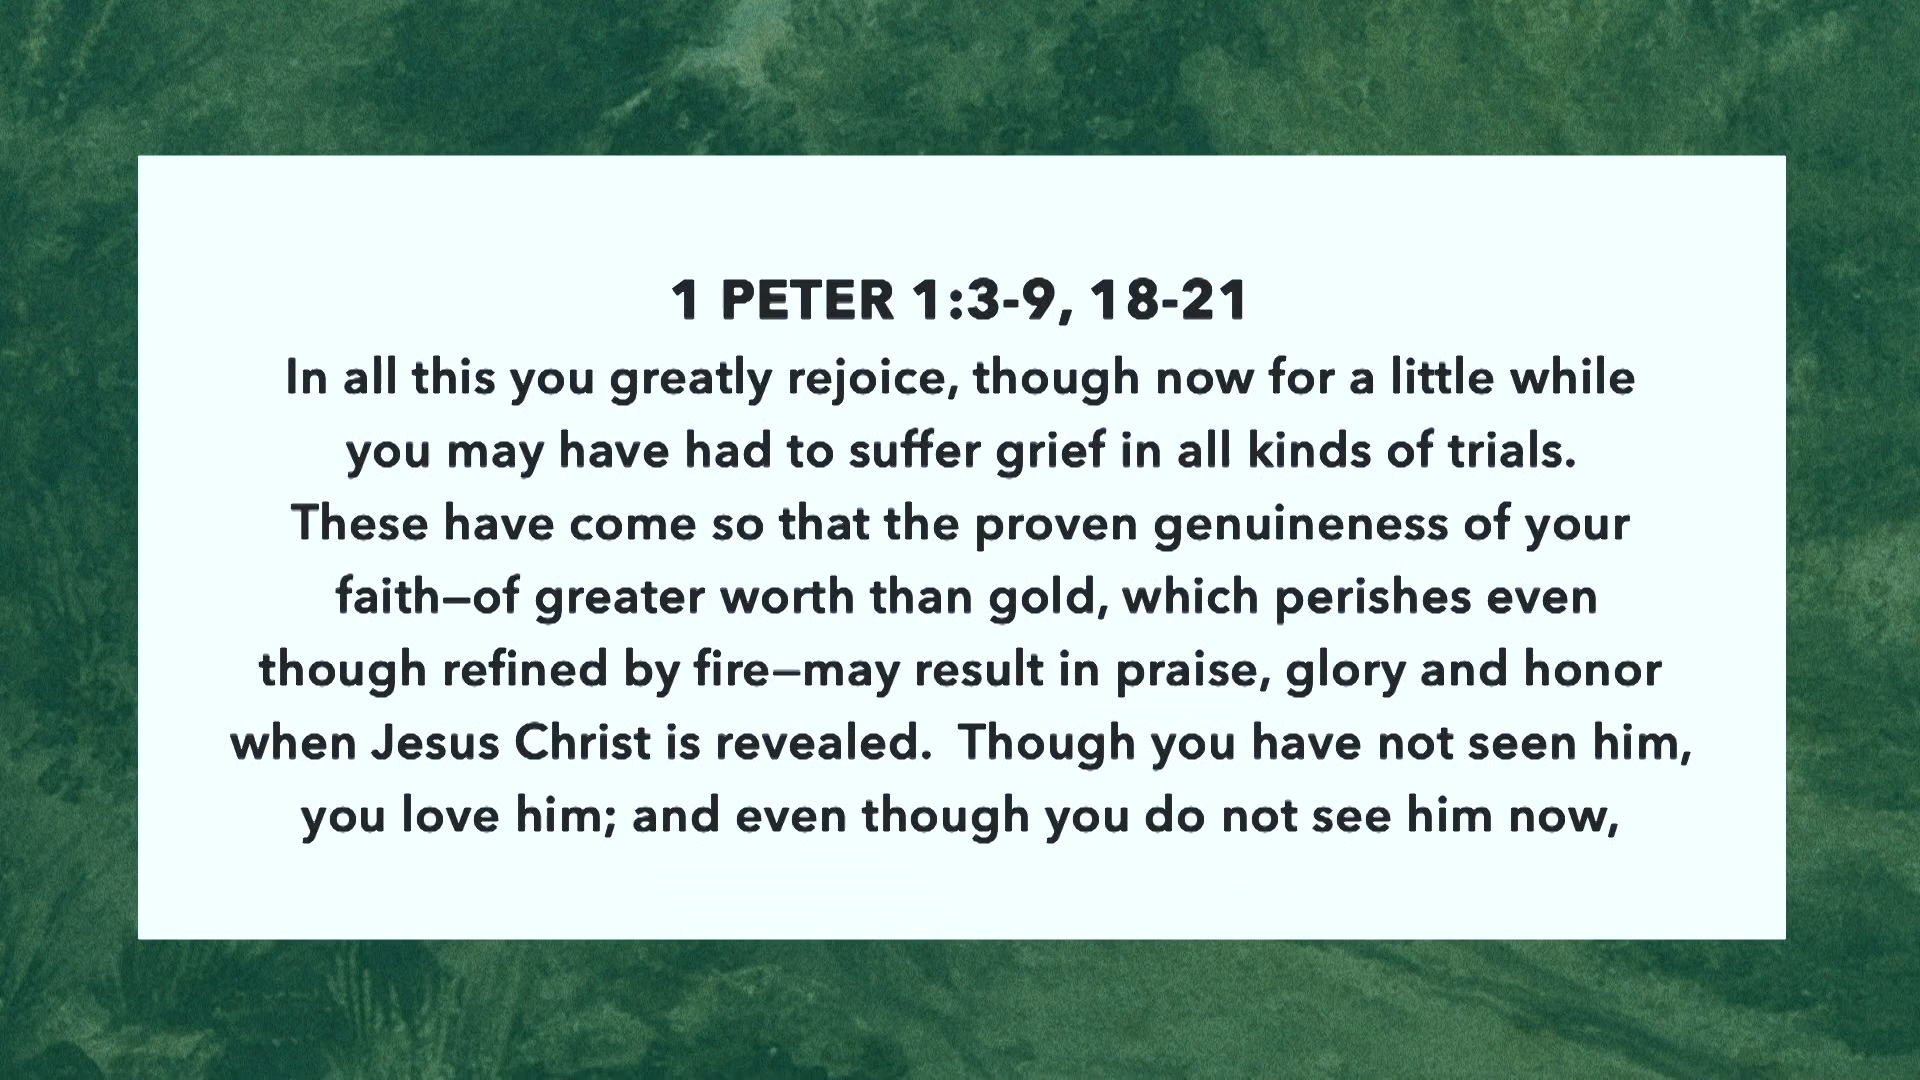 1 PETER 1:3-9, 18-21
In all this you greatly rejoice, though now for a little while
you may have had to suffer grief in all kinds of trials.
These have come so that the proven genuineness of your
faith—of greater worth than gold, which perishes even
though refined by fire—may result in praise, glory and honor
when Jesus Christ is revealed.  Though you have not seen him,
you love him; and even though you do not see him now,